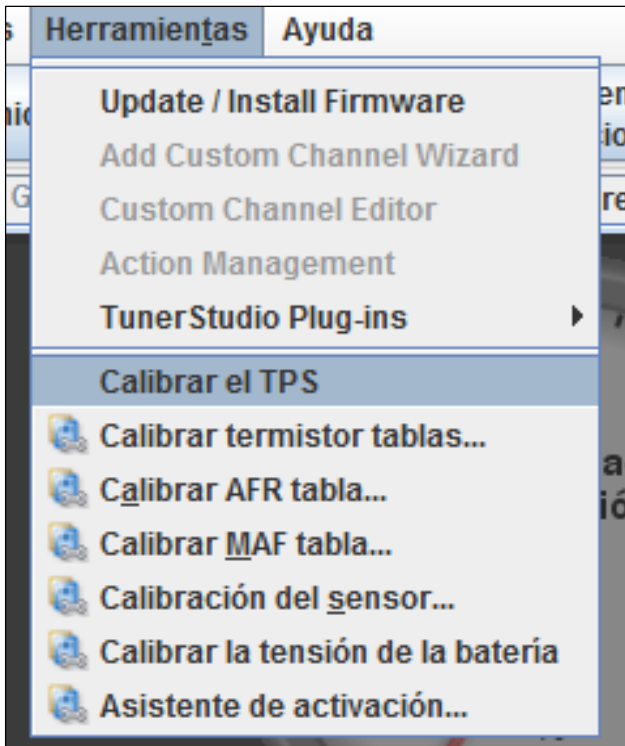 Herramientas Ayuda
Update / Install Firmware
Add Custom Channel Wizard
Custom Channel Editor
Action Management
TunerStudio Plug-ins
Calibrar el TPS
Calibrar termistor tablas...
Calibrar AFR tabla...
Calibrar MAF tabla...
Calibración del sensor...
Calibrar la tensión de la batería
Asistente de activación...